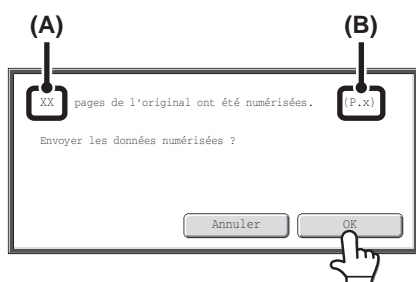 (A) (B)
XX pages de l'original ont été numérisées. (P.x)
Envoyer les données numérisées ?
Annuler OK